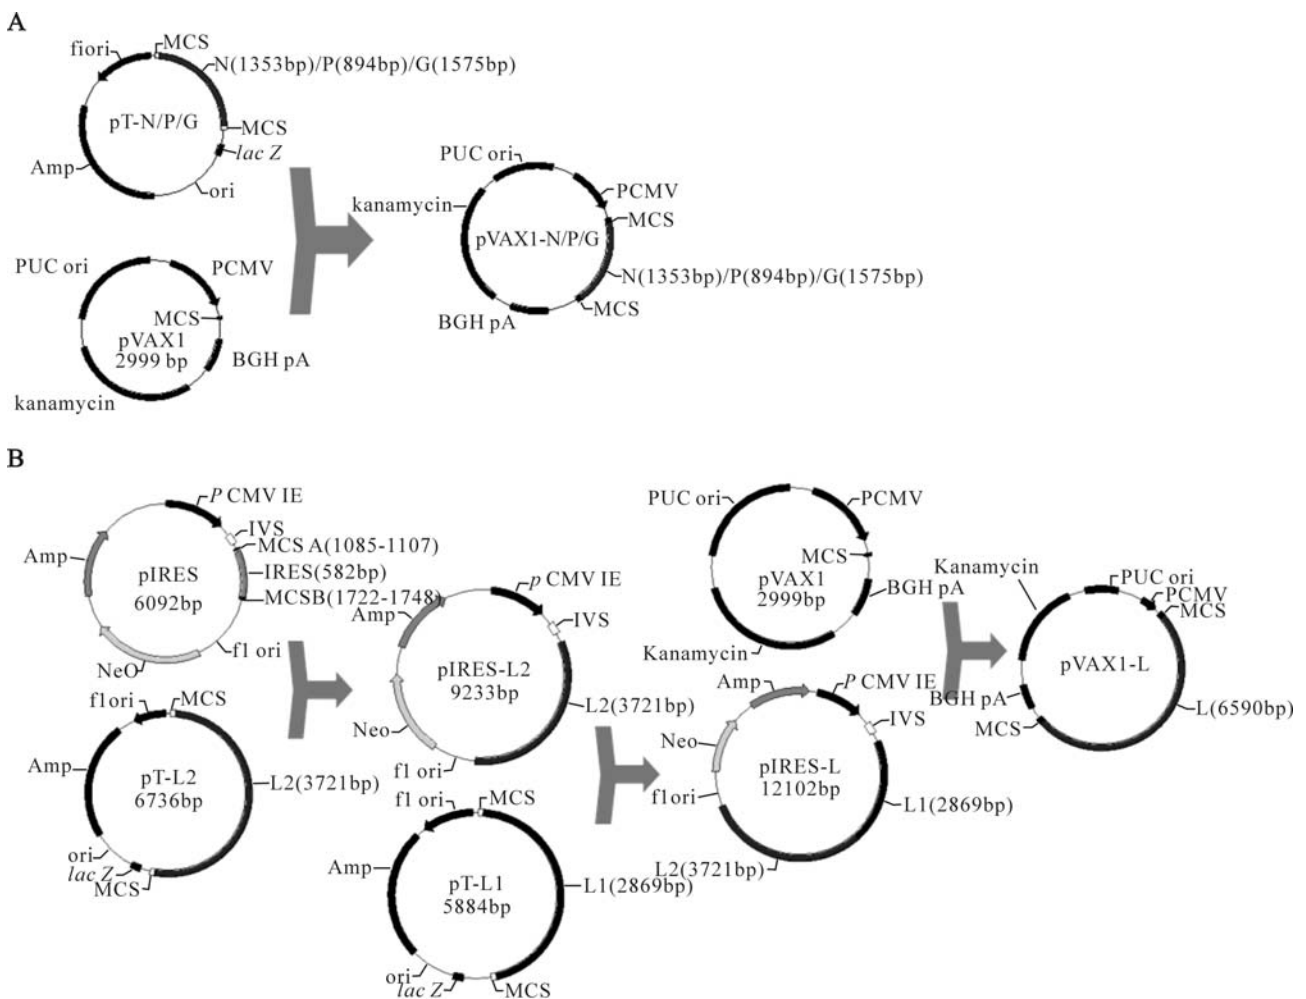 A
fiori
MCS
N(1353bp)/P(894bp)/G(1575bp)
pT-N/P/G
MCS
lac Z
Amp
ori
PUC ori
PCMV
MCS
pVAX1
2999 bp
BGH pA
kanamycin
PUC ori
PCMV
kanamycin
MCS
pVAX1-N/P/G
N(1353bp)/P(894bp)/G(1575bp)
MCS
BGH pA
B
P CMV IE
IVS
MCS A(1085-1107)
Amp
IRES(582bp)
pIRES
6092bp
MCSB(1722-1748)
f1 ori
NeO
f1ori
MCS
Amp
L2(3721bp)
pT-L2
6736bp
ori
lac Z
MCS
p CMV IE
Amp
IVS
pIRES-L2
9233bp
L2(3721bp)
Neo
f1 ori
f1 ori
MCS
Amp
L1(2869bp)
pT-L1
5884bp
ori
lac Z
MCS
PUC ori
PCMV
MCS
pVAX1
2999bp
BGH pA
Kanamycin
Amp
P CMV IE
IVS
Neo
pIRES-L
12102bp
f1ori
L1(2869bp)
L2(3721bp)
Kanamycin
PUC ori
PCMV
MCS
pVAX1-L
BGH pA
L(6590bp)
MCS